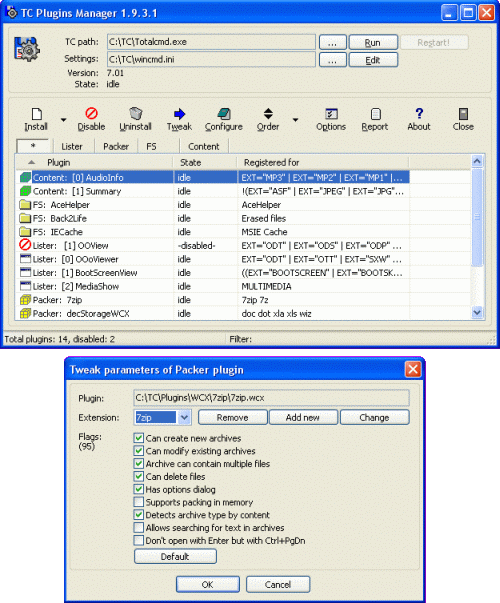 TC Plugins Manager 1.9.3.1
TC path: C:\TC\Totalcmd.exe ... Run Restart!
Settings: C:\TC\wincmd.ini ... Edit
Version: 7.01
State: idle
Install Disable Uninstall Tweak Configure Order Options Report About Close
* Lister Packer FS Content
Plugin State Registered for
Content: [0] AudioInfo idle EXT="MP3" | EXT="MP2" | EXT="MP1" |...
Content: [1] Summary idle !(EXT="ASF" | EXT="JPEG" | EXT="JPG"...
FS: AceHelper idle AceHelper
FS: Back2Life idle Erased files
FS: IECache idle MSIE Cache
Lister: [1] OOView -disabled- EXT="ODT" | EXT="ODS" | EXT="ODP" ...
Lister: [0] OOoViewer idle EXT="ODT" | EXT="OTT" | EXT="SXW" ...
Lister: [1] BootScreenView idle ((EXT="BOOTSCREEN" | EXT="BOOTSK...
Lister: [2] MediaShow idle MULTIMEDIA
Packer: 7zip idle 7zip 7z
Packer: decStorageWCX idle doc dot xla xls wiz
Total plugins: 14, disabled: 2 Filter:
Tweak parameters of Packer plugin
Plugin: C:\TC\Plugins\WCX\7zip\7zip.wcx
Extension: 7zip Remove Add new Change
Flags: Can create new archives
(95) Can modify existing archives
Archive can contain multiple files
Can delete files
Has options dialog
Supports packing in memory
Detects archive type by content
Allows searching for text in archives
Don't open with Enter but with Ctrl+PgDn
Default
OK Cancel